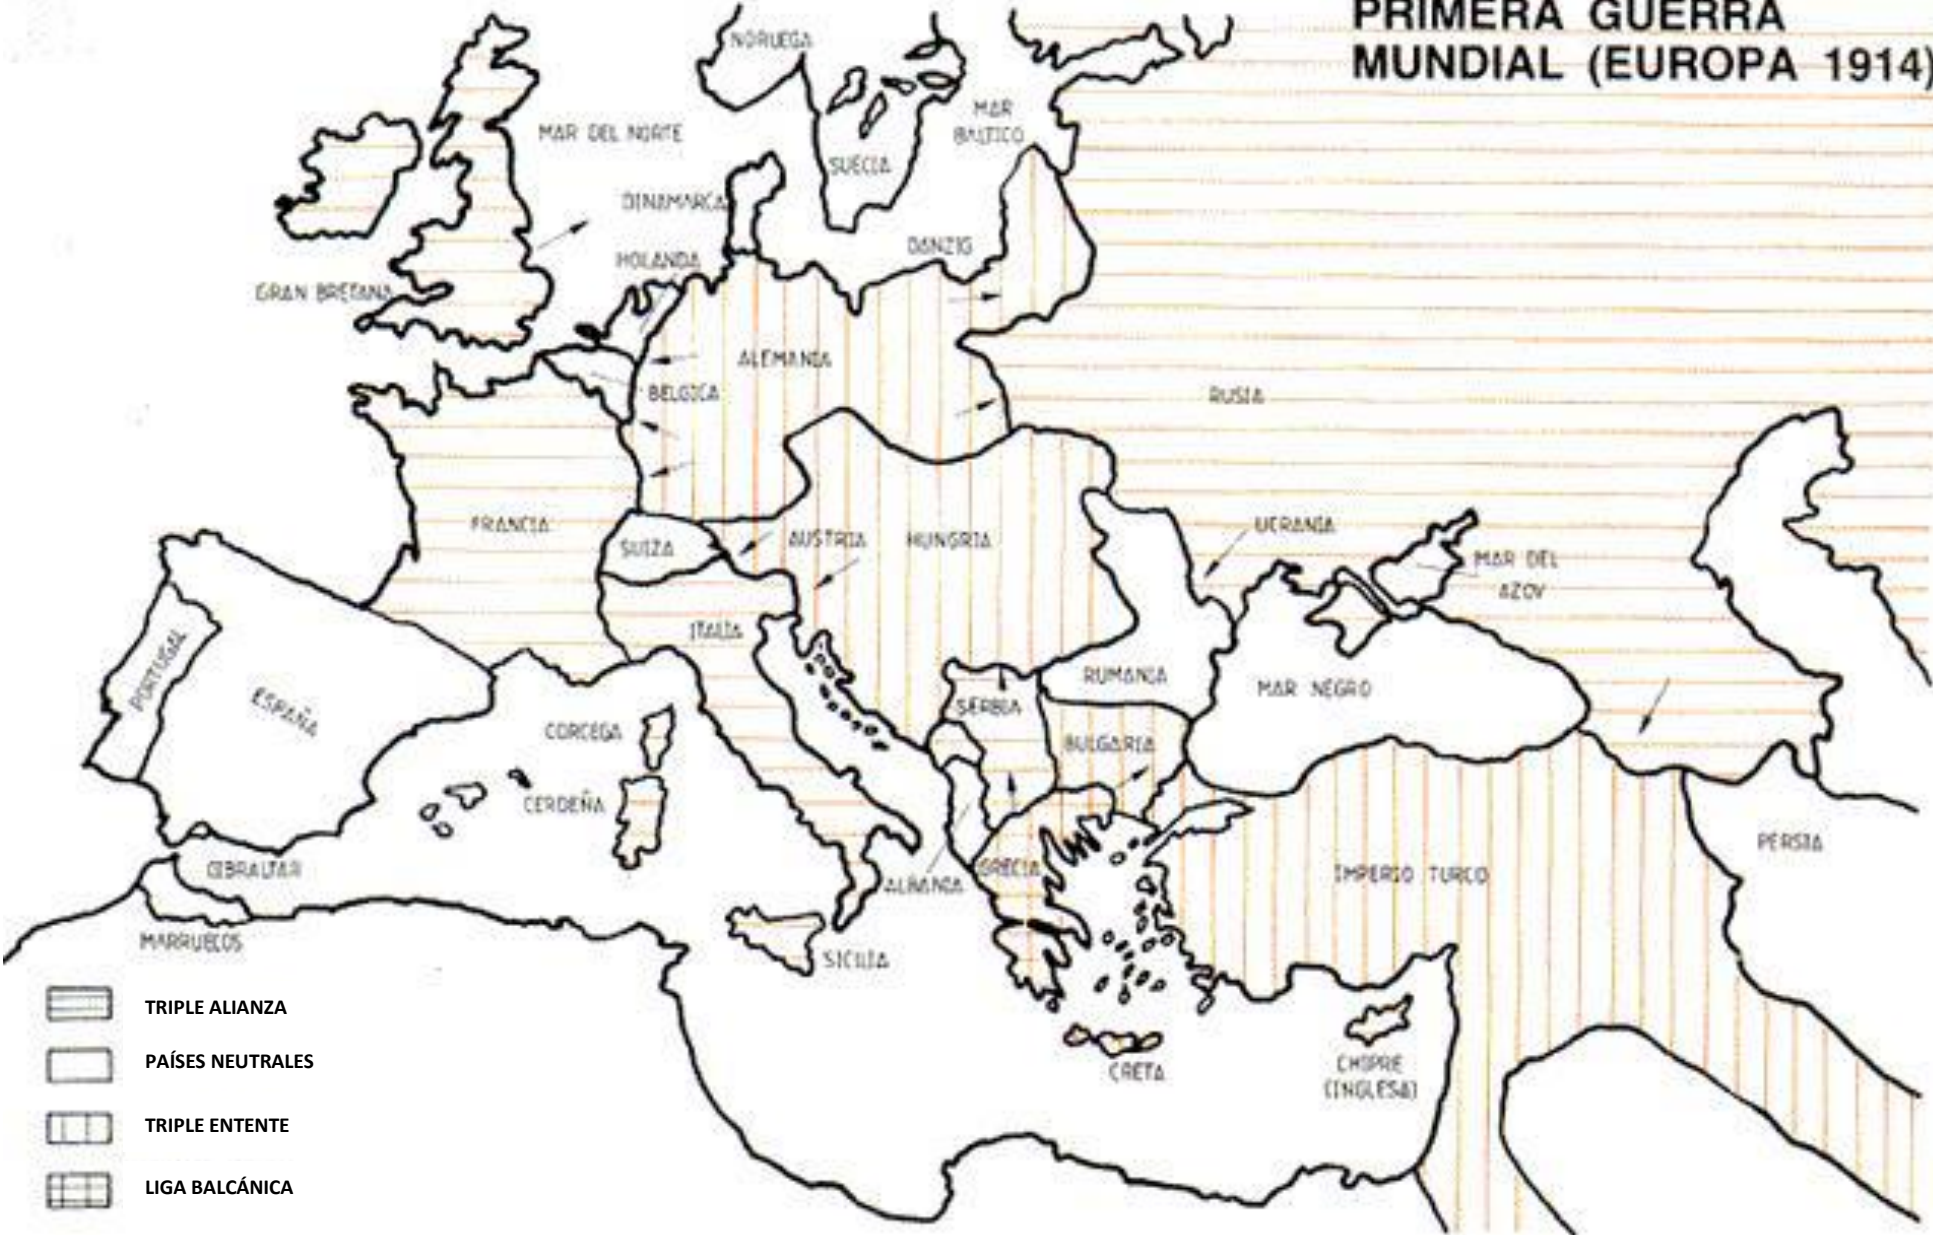 PRIMERA GUERRA
MUNDIAL (EUROPA 1914)
NORUEGA
MAR
BALTICO
MAR DEL NORTE
SUECIA
DINAMARCA
DANZIG
HOLANDA
GRAN BRETANA
ALEMANIA
BELGICA
RUSIA
FRANCIA
SUIZA
AUSTRIA
HUNGRIA
UCRANIA
MAR DEL
AZOV
ITALIA
PORTUGAL
ESPAÑA
RUMANIA
MAR NEGRO
SERBIA
CORCEGA
BULGARIA
CERDEÑA
PERSIA
GIBRALTAR
ALBANIA
GRECIA
IMPERIO TURCO
MARRUECOS
SICILIA
CRETA
CHIPRE
(INGLESA)
TRIPLE ALIANZA
PAÍSES NEUTRALES
TRIPLE ENTENTE
LIGA BALCÁNICA